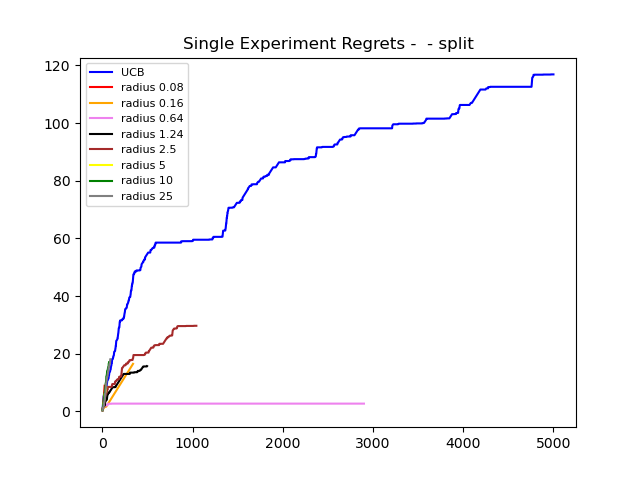 Single Experiment Regrets -  - split
120
100
80
60
40
20
0
UCB
radius 0.08
radius 0.16
radius 0.64
radius 1.24
radius 2.5
radius 5
radius 10
radius 25
0 1000 2000 3000 4000 5000